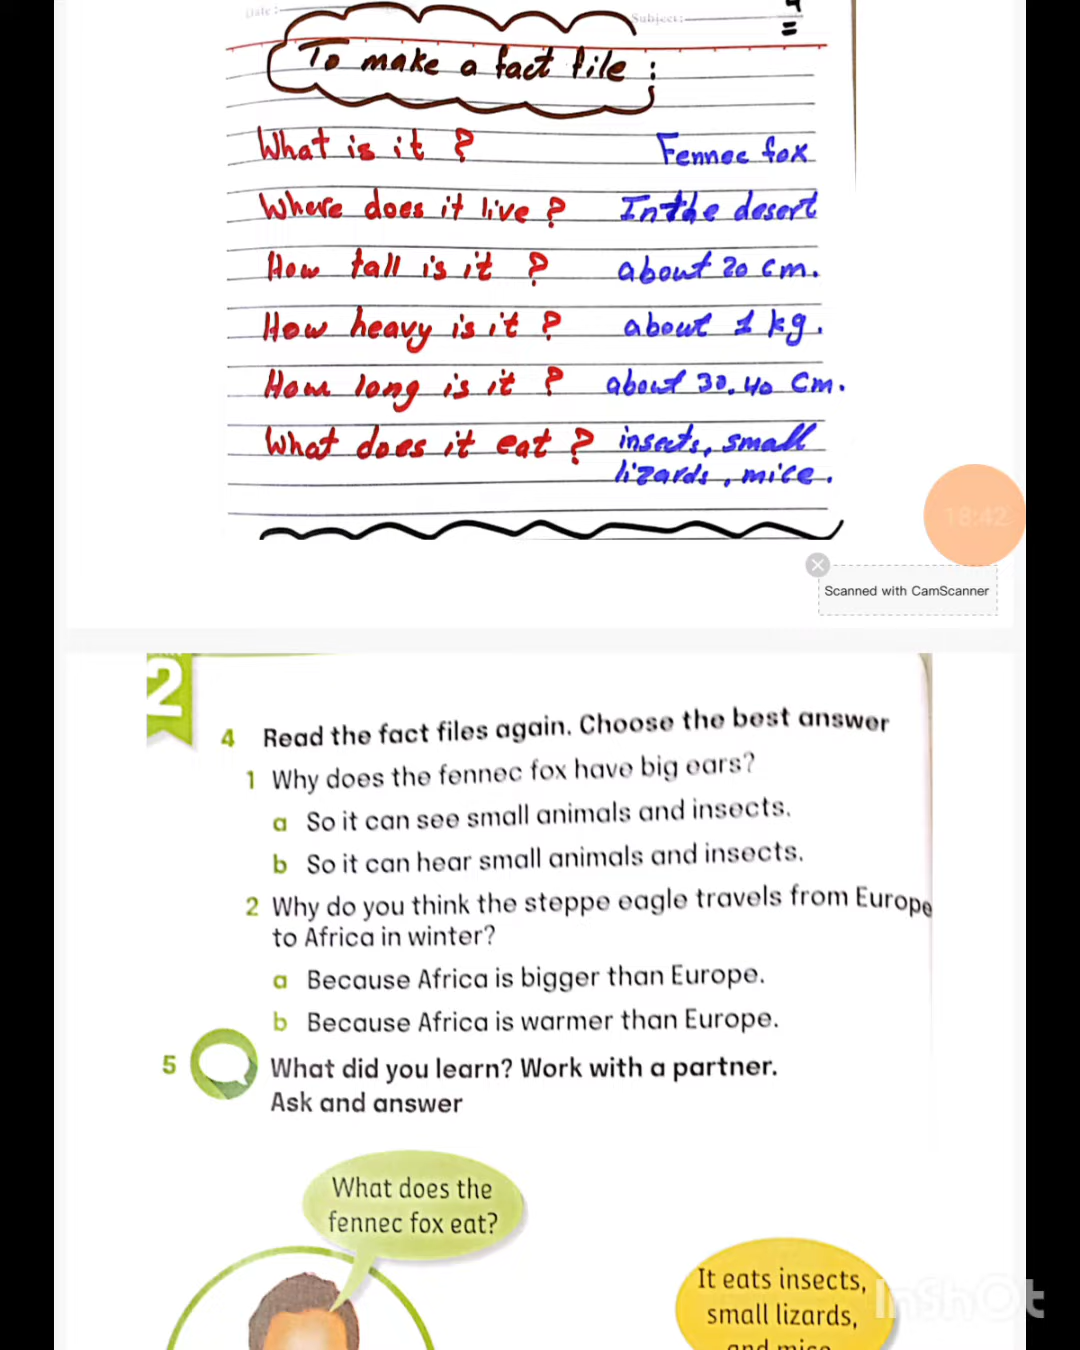 Date: Subject:
To make a fact file :
What is it ? Fennec fox
Where does it live ? In the desert
How tall is it ? about 20 cm.
How heavy is it ? about 1 kg.
How long is it ? about 30.40 Cm.
What does it eat ? insects, small
lizards, mice.
18:42
Scanned with CamScanner
2
4 Read the fact files again. Choose the best answer
1 Why does the fennec fox have big ears?
a So it can see small animals and insects.
b So it can hear small animals and insects.
2 Why do you think the steppe eagle travels from Europe
to Africa in winter?
a Because Africa is bigger than Europe.
b Because Africa is warmer than Europe.
5 What did you learn? Work with a partner.
Ask and answer
What does the
fennec fox eat?
It eats insects,
small lizards,
and mice
InShOt